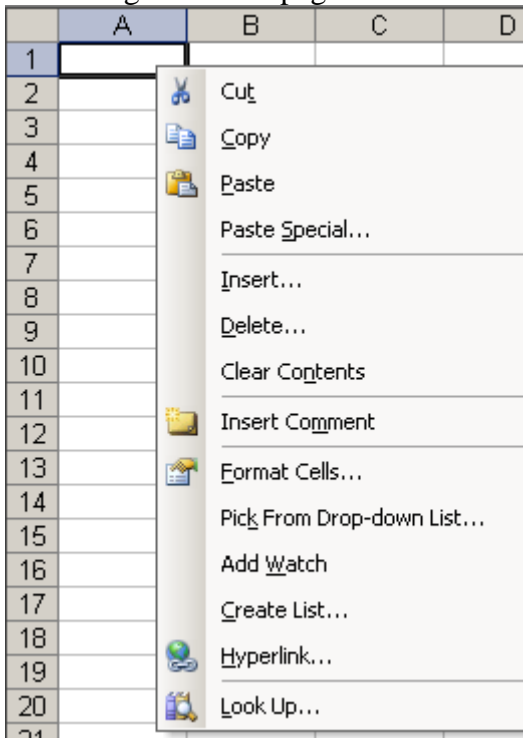 A B C D
1
2 Cut
3 Copy
4
5 Paste
6 Paste Special...
7
8 Insert...
9 Delete...
10 Clear Contents
11
12 Insert Comment
13 Format Cells...
14
15 Pick From Drop-down List...
16 Add Watch
17 Create List...
18
19 Hyperlink...
20 Look Up...
21